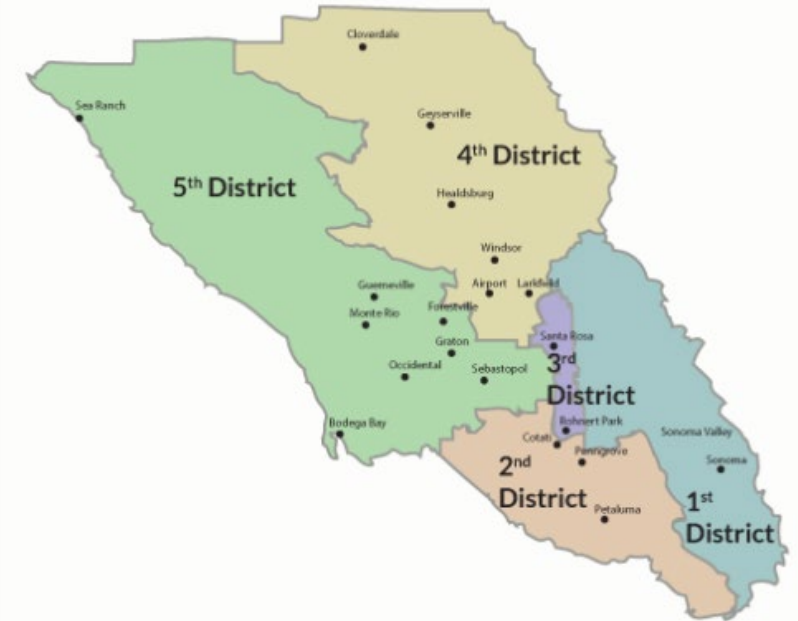 Cloverdale
Sea Ranch
Geyserville
4th District
5th District
Healdsburg
Windsor
Airport
Larkfield
Guerneville
Forestville
Monte Rio
Santa Rosa
Graton
3rd
District
Occidental
Sebastopol
Bodega Bay
Rohnert Park
Sonoma Valley
Cotati
Penngrove
2nd
District
Sonoma
1st
District
Petaluma